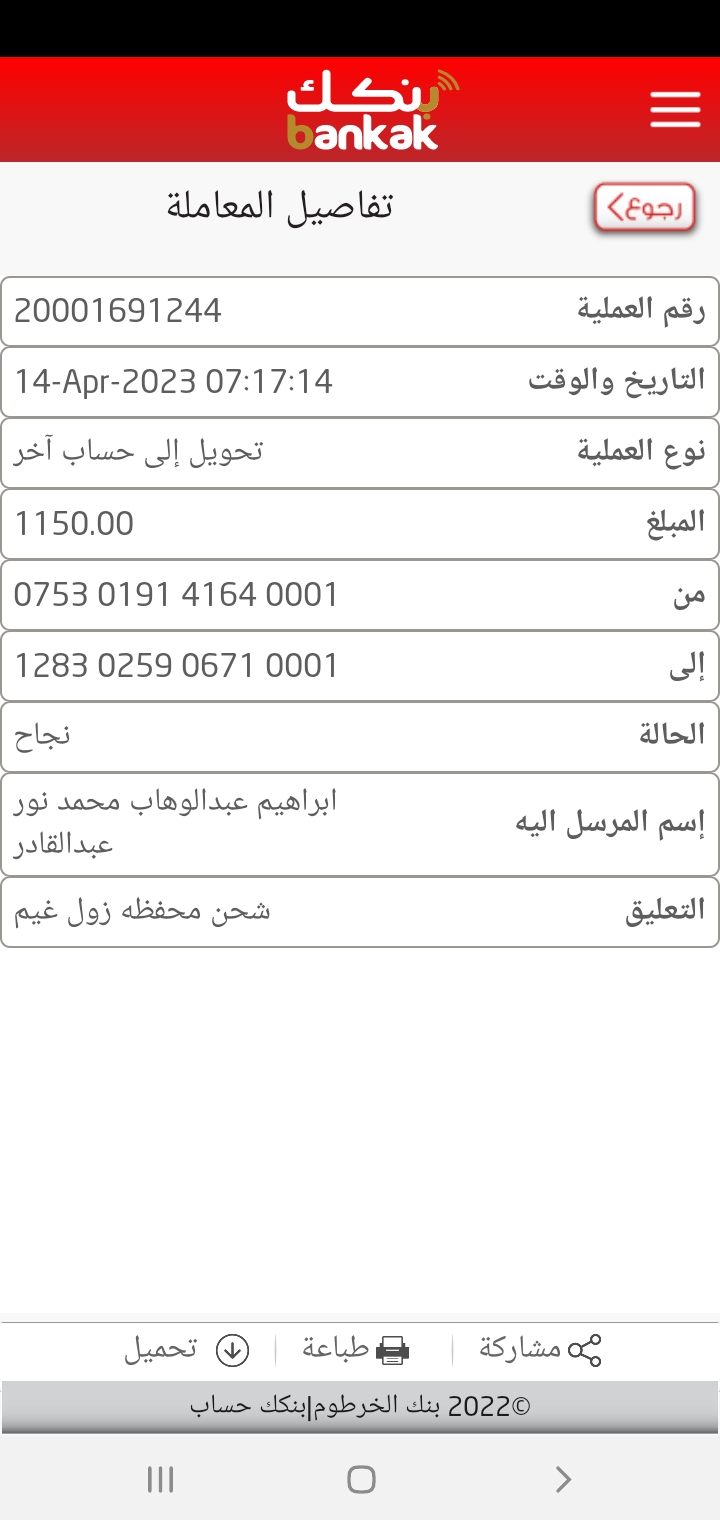 بنكك
bankak
رجوع
تفاصيل المعاملة
رقم العملية 20001691244
التاريخ والوقت 14-Apr-2023 07:17:14
نوع العملية تحويل إلى حساب آخر
المبلغ 1150.00
من 0753 0191 4164 0001
إلى 1283 0259 0671 0001
الحالة نجاح
إسم المرسل اليه ابراهيم عبدالوهاب محمد نور
عبدالقادر
التعليق شحن محفظه زول غيم
مشاركة طباعة تحميل
©2022 بنك الخرطوم|بنكك حساب